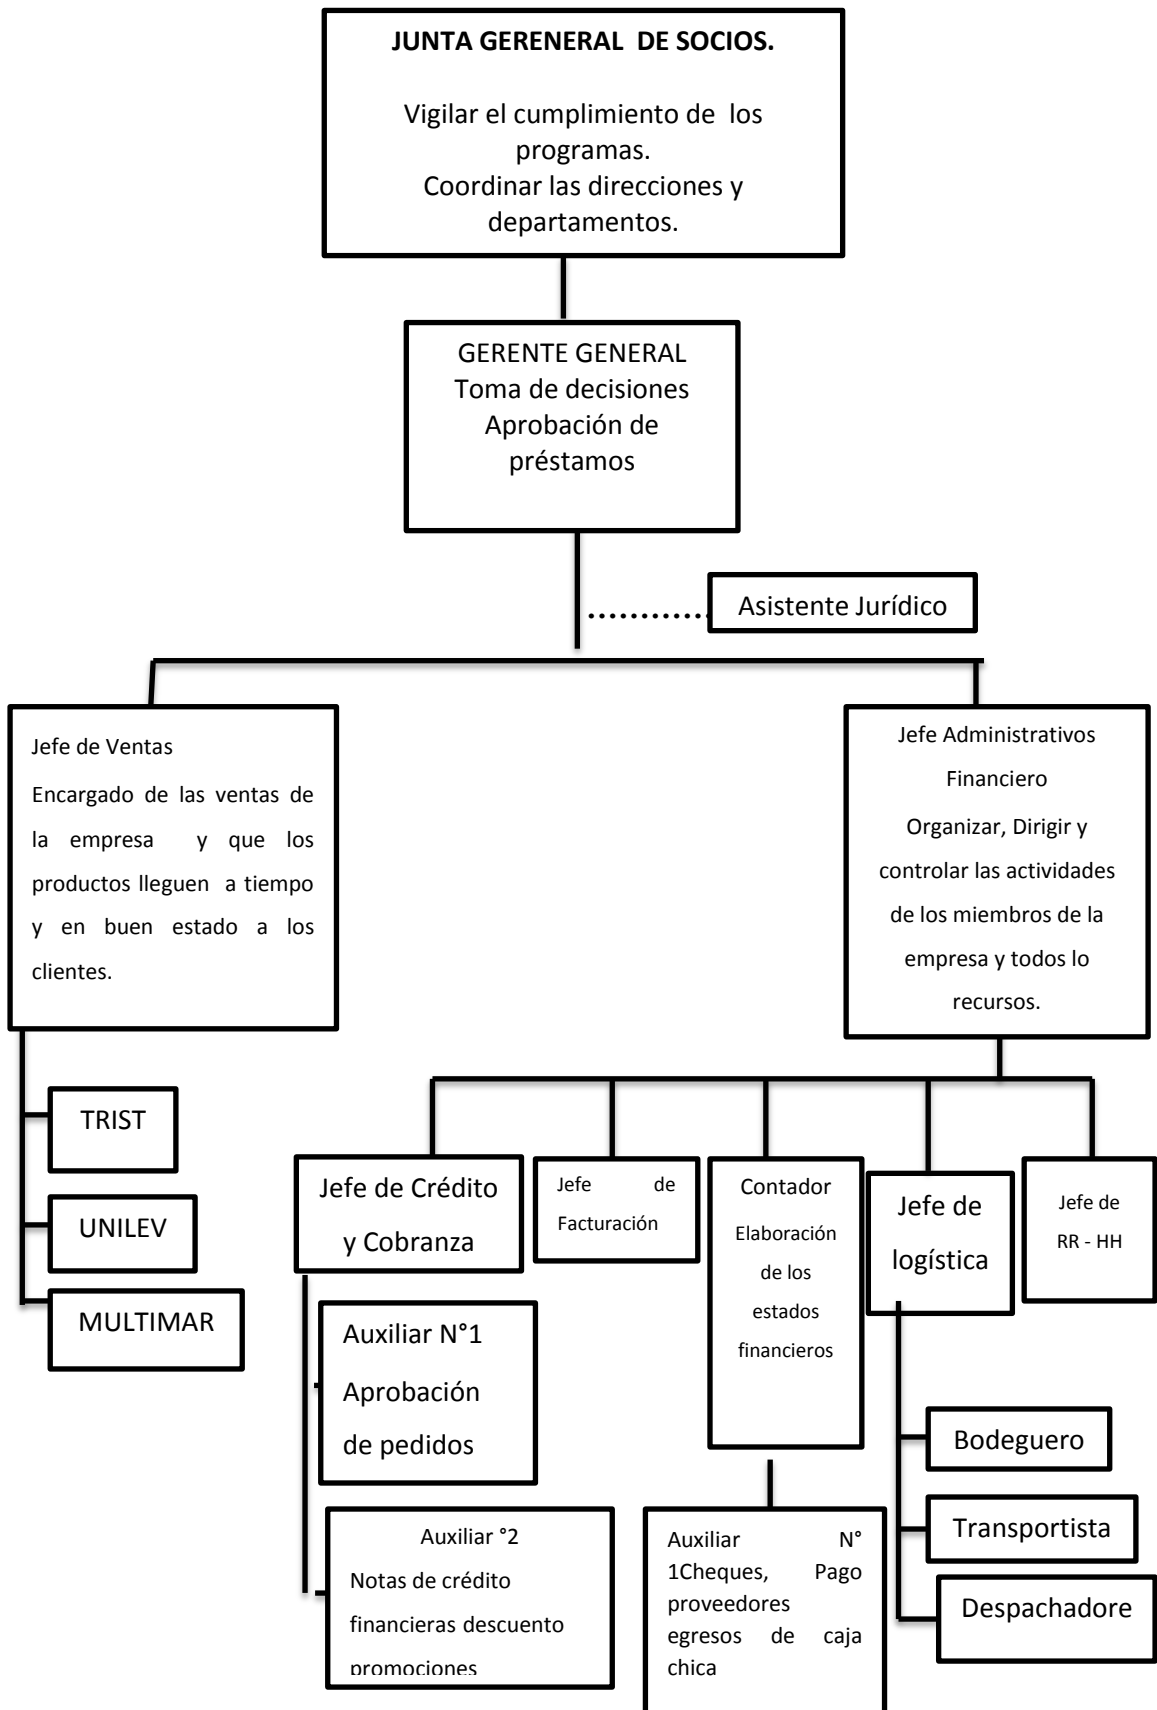 JUNTA GERENERAL DE SOCIOS.
Vigilar el cumplimiento de los
programas.
Coordinar las direcciones y
departamentos.
GERENTE GENERAL
Toma de decisiones
Aprobación de
préstamos
Asistente Jurídico
Jefe de Ventas
Encargado de las ventas de
la empresa y que los
productos lleguen a tiempo
y en buen estado a los
clientes.
Jefe Administrativos
Financiero
Organizar, Dirigir y
controlar las actividades
de los miembros de la
empresa y todos lo
recursos.
TRIST
UNILEV
MULTIMAR
Jefe de Crédito
y Cobranza
Jefe de
Facturación
Contador
Elaboración
de los
estados
financieros
Jefe de
logística
Jefe de
RR - HH
Auxiliar N°1
Aprobación
de pedidos
Auxiliar °2
Notas de crédito
financieras descuento
promociones
Auxiliar N°
1Cheques, Pago
proveedores
egresos de caja
chica
Bodeguero
Transportista
Despachadore